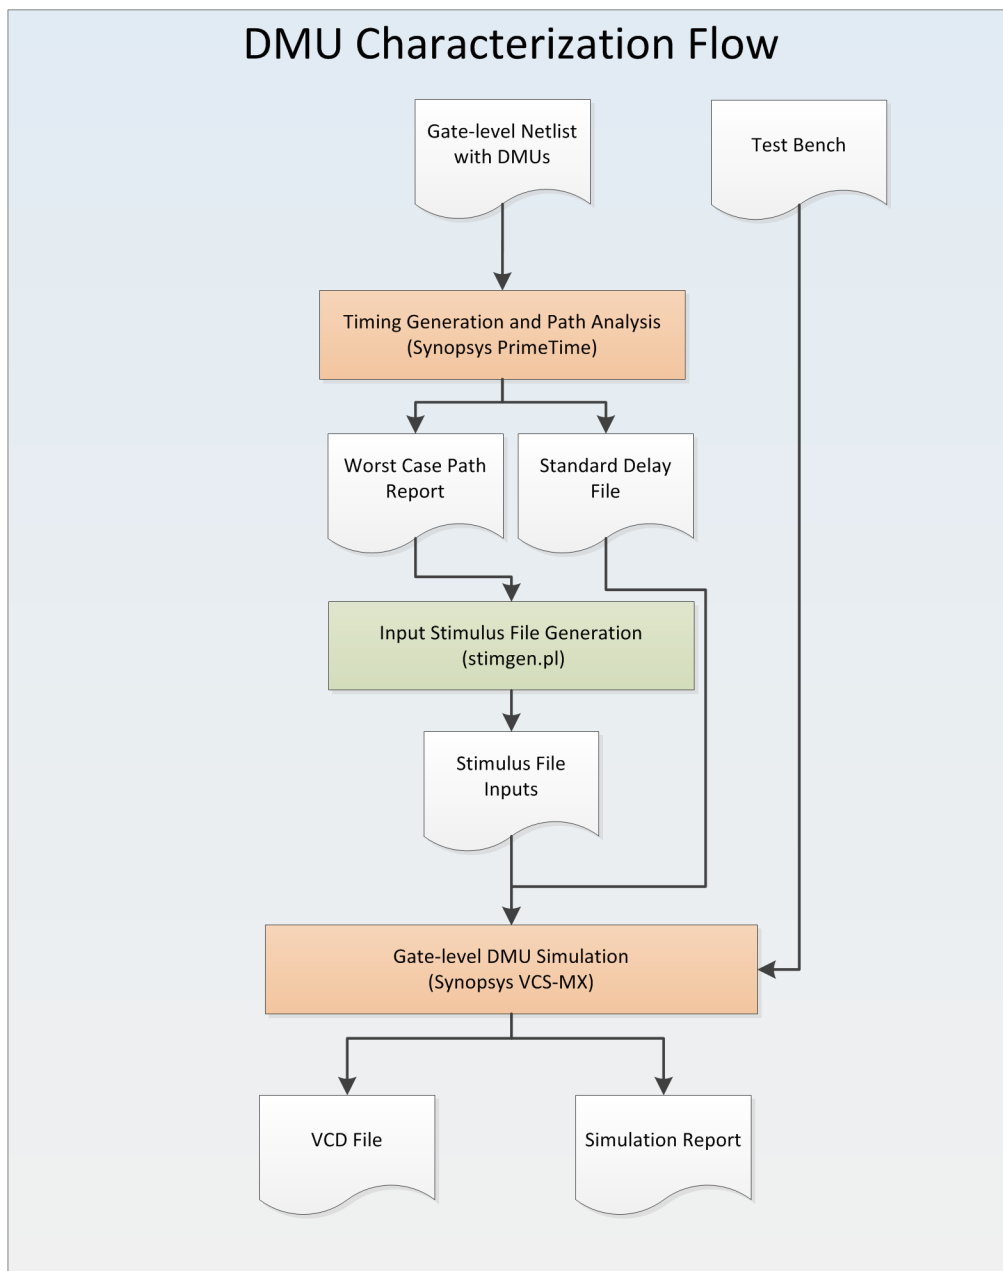 DMU Characterization Flow
Gate-level Netlist
with DMUs
Test Bench
Timing Generation and Path Analysis
(Synopsys PrimeTime)
Worst Case Path
Report
Standard Delay
File
Input Stimulus File Generation
(stimgen.pl)
Stimulus File
Inputs
Gate-level DMU Simulation
(Synopsys VCS-MX)
VCD File
Simulation Report